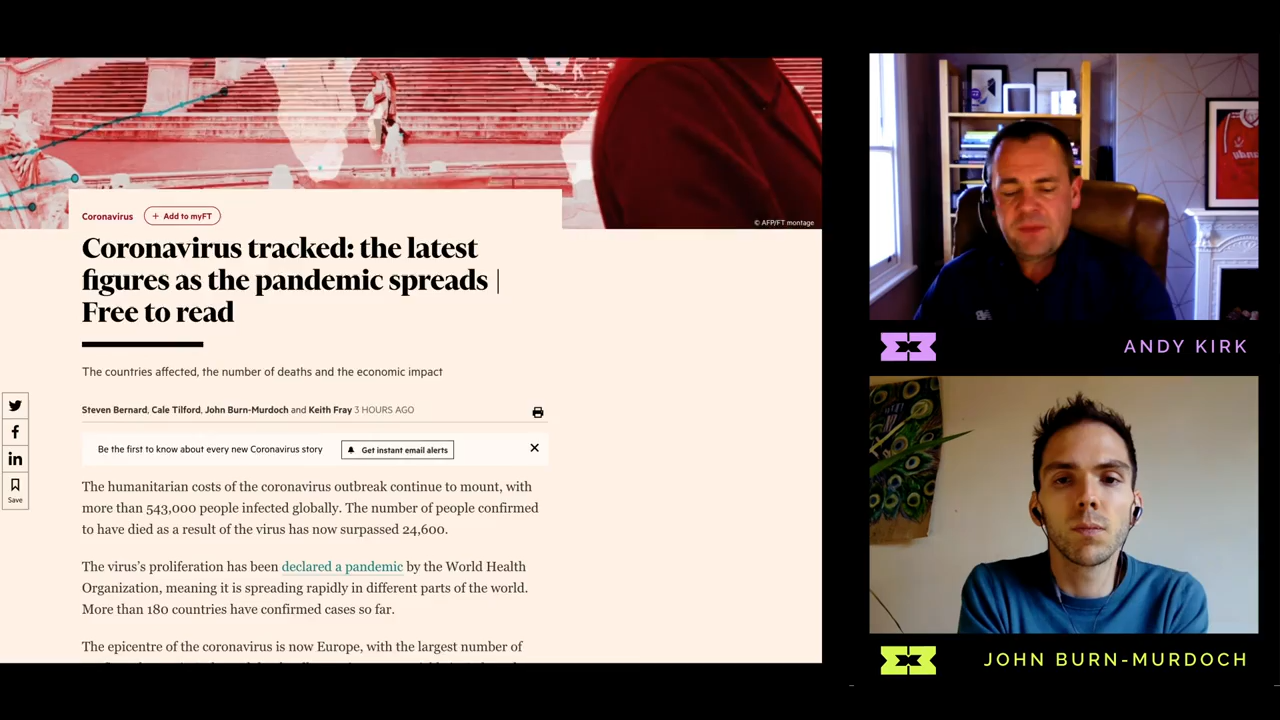 © AFP/FT montage
Coronavirus + Add to myFT
Coronavirus tracked: the latest
figures as the pandemic spreads |
Free to read
The countries affected, the number of deaths and the economic impact
Steven Bernard, Cale Tilford, John Burn-Murdoch and Keith Fray 3 HOURS AGO
Be the first to know about every new Coronavirus story Get instant email alerts
Save
The humanitarian costs of the coronavirus outbreak continue to mount, with
more than 543,000 people infected globally. The number of people confirmed
to have died as a result of the virus has now surpassed 24,600.
The virus's proliferation has been declared a pandemic by the World Health
Organization, meaning it is spreading rapidly in different parts of the world.
More than 180 countries have confirmed cases so far.
The epicentre of the coronavirus is now Europe, with the largest number of
ANDY KIRK
JOHN BURN-MURDOCH